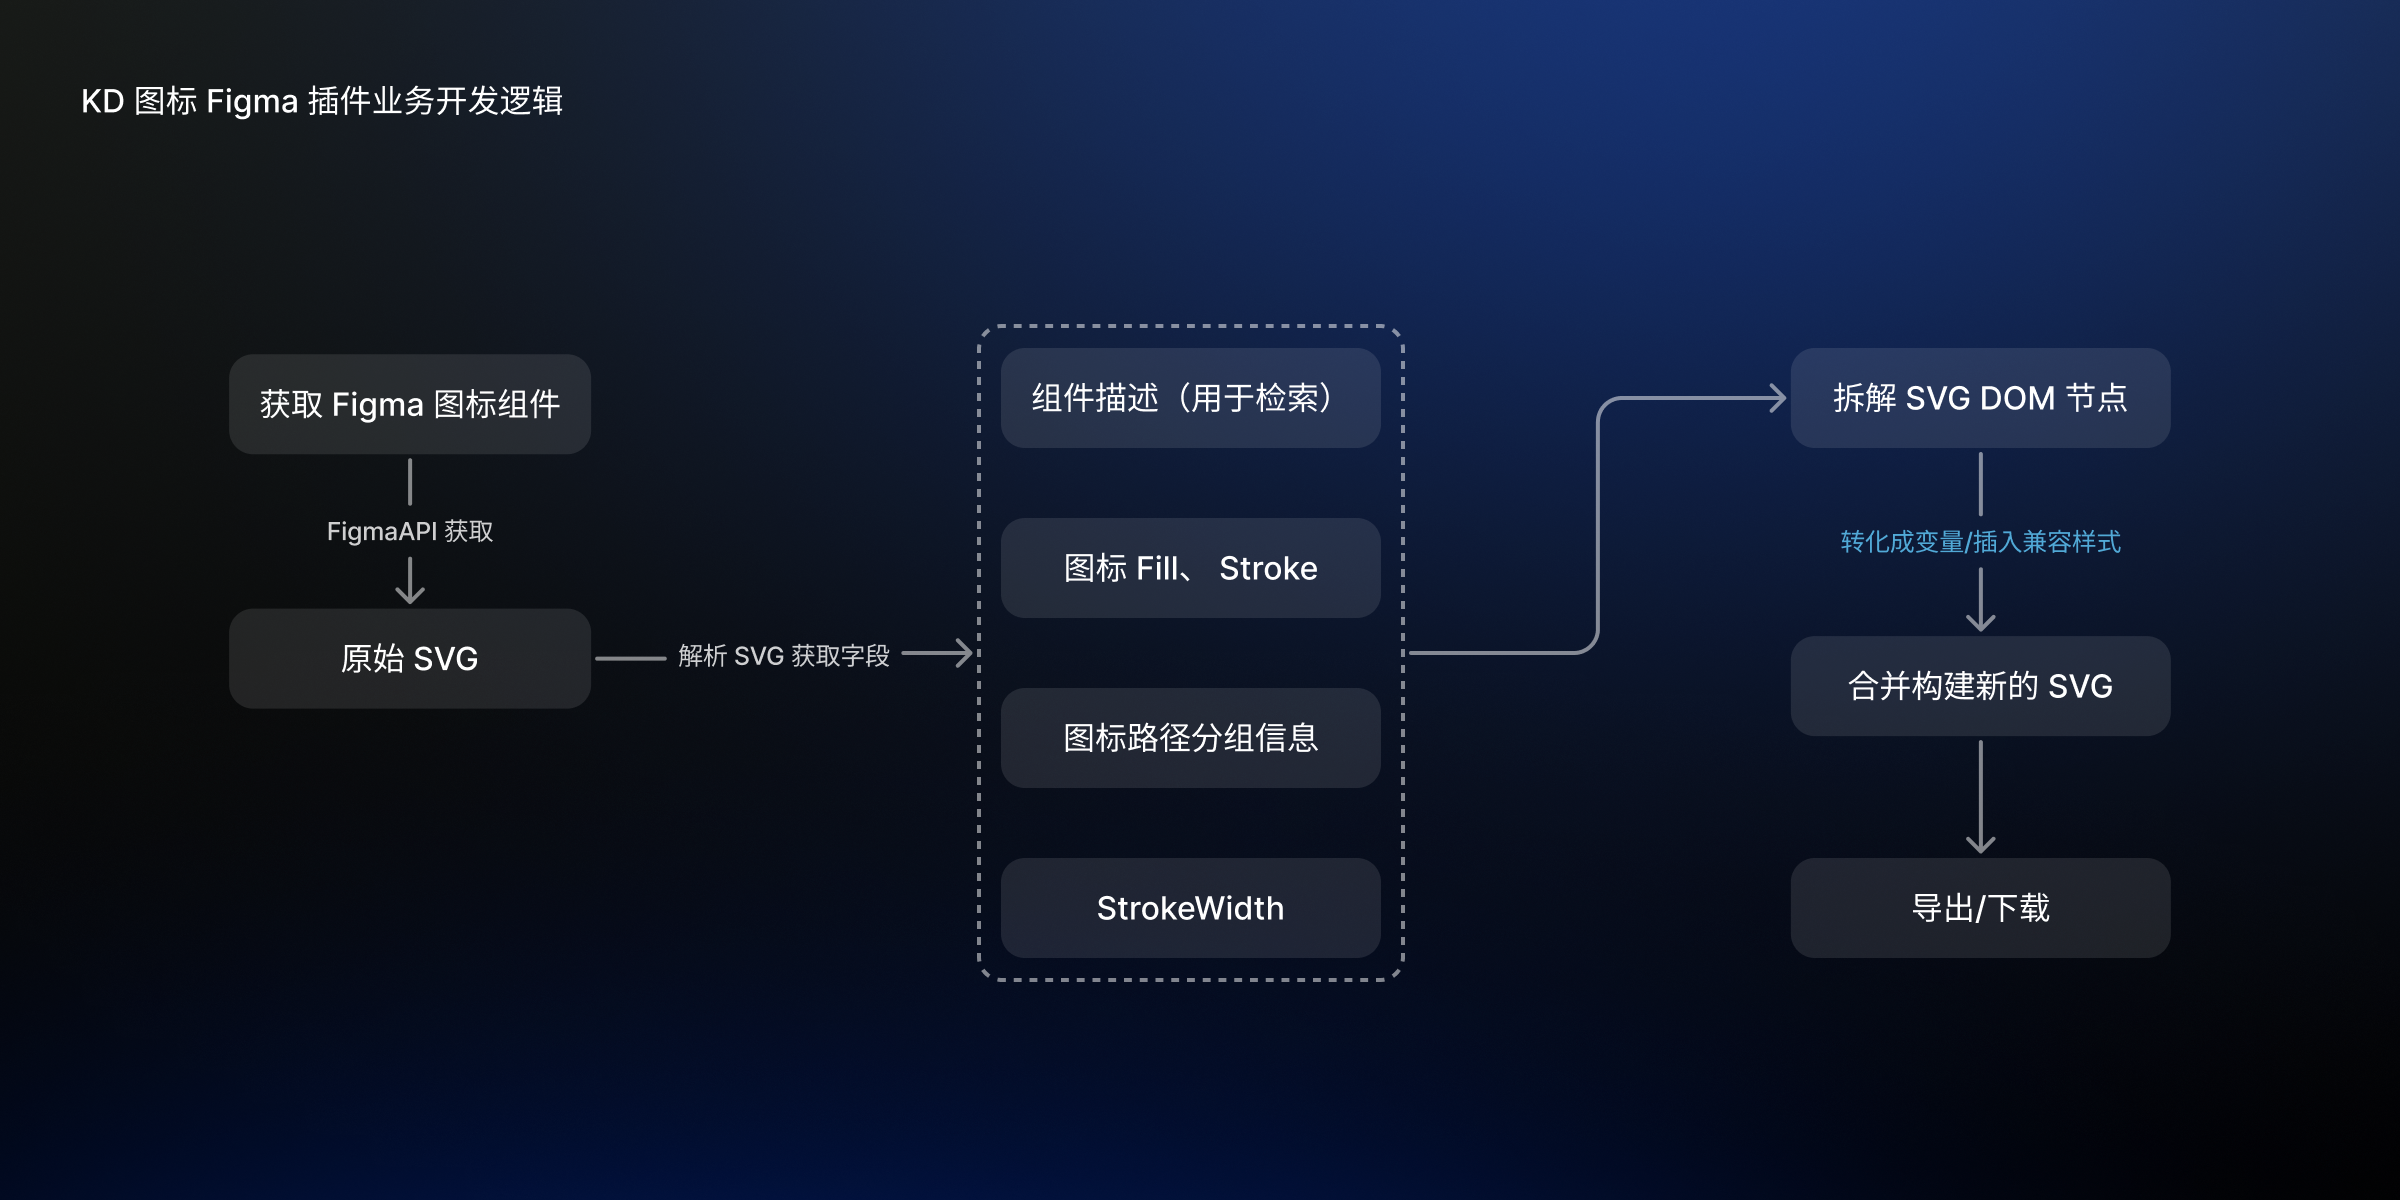 KD 图标 Figma 插件业务开发逻辑
获取 Figma 图标组件
FigmaAPI 获取
原始 SVG
解析 SVG 获取字段
组件描述（用于检索）
图标 Fill、 Stroke
图标路径分组信息
StrokeWidth
拆解 SVG DOM 节点
转化成变量/插入兼容样式
合并构建新的 SVG
导出/下载